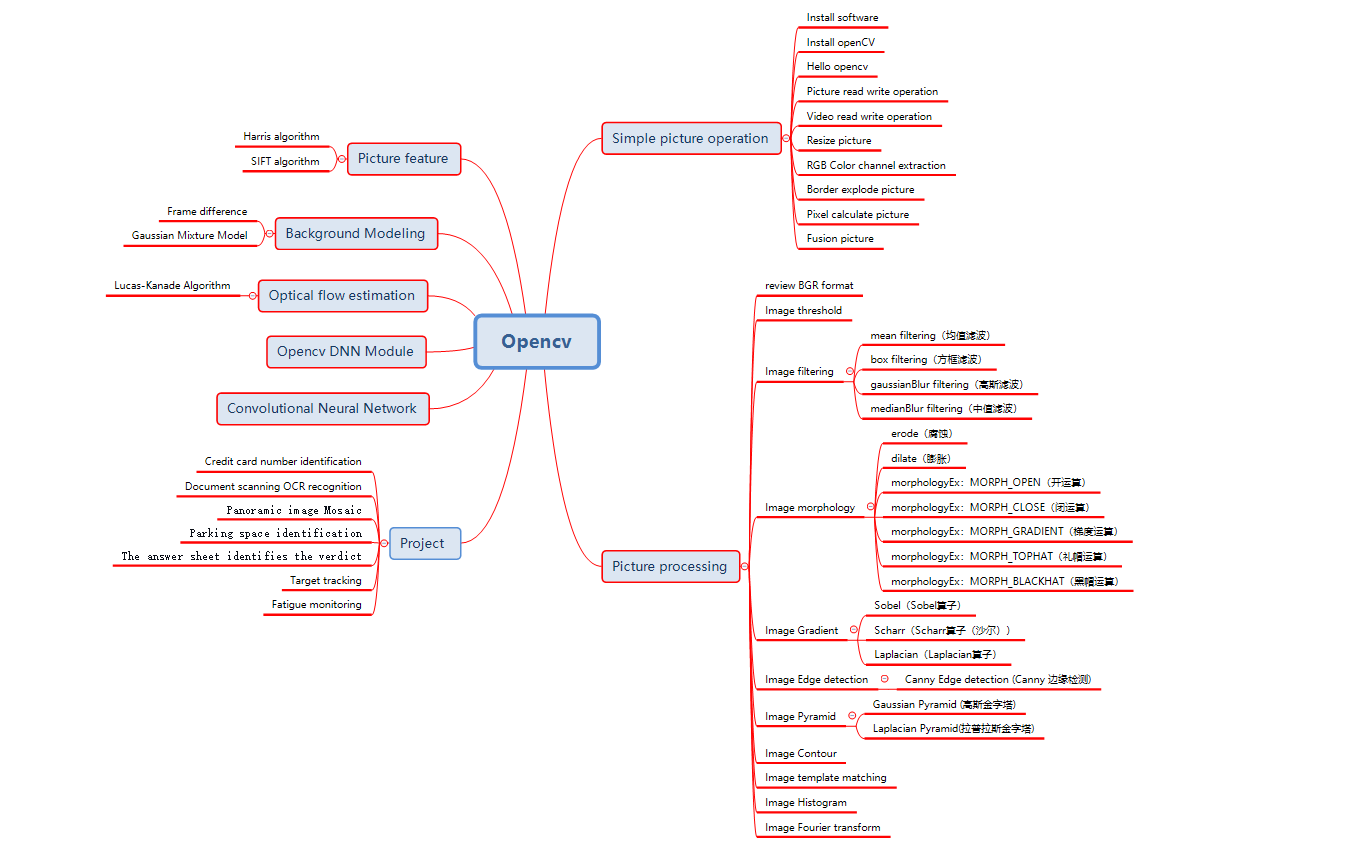 Opencv
Simple picture operation
Install software
Install openCV
Hello opencv
Picture read write operation
Video read write operation
Resize picture
RGB Color channel extraction
Border explode picture
Pixel calculate picture
Fusion picture
Picture processing
review BGR format
Image threshold
Image filtering
mean filtering（均值滤波）
box filtering（方框滤波）
gaussianBlur filtering（高斯滤波）
medianBlur filtering（中值滤波）
Image morphology
erode（腐蚀）
dilate（膨胀）
morphologyEx：MORPH_OPEN（开运算）
morphologyEx：MORPH_CLOSE（闭运算）
morphologyEx：MORPH_GRADIENT（梯度运算）
morphologyEx：MORPH_TOPHAT（礼帽运算）
morphologyEx：MORPH_BLACKHAT（黑帽运算）
Image Gradient
Sobel（Sobel算子）
Scharr（Scharr算子（沙尔））
Laplacian（Laplacian算子）
Image Edge detection
Canny Edge detection (Canny 边缘检测)
Image Pyramid
Gaussian Pyramid (高斯金字塔)
Laplacian Pyramid(拉普拉斯金字塔)
Image Contour
Image template matching
Image Histogram
Image Fourier transform
Picture feature
Harris algorithm
SIFT algorithm
Background Modeling
Frame difference
Gaussian Mixture Model
Optical flow estimation
Lucas-Kanade Algorithm
Opencv DNN Module
Convolutional Neural Network
Project
Credit card number identification
Document scanning OCR recognition
Panoramic image Mosaic
Parking space identification
The answer sheet identifies the verdict
Target tracking
Fatigue monitoring